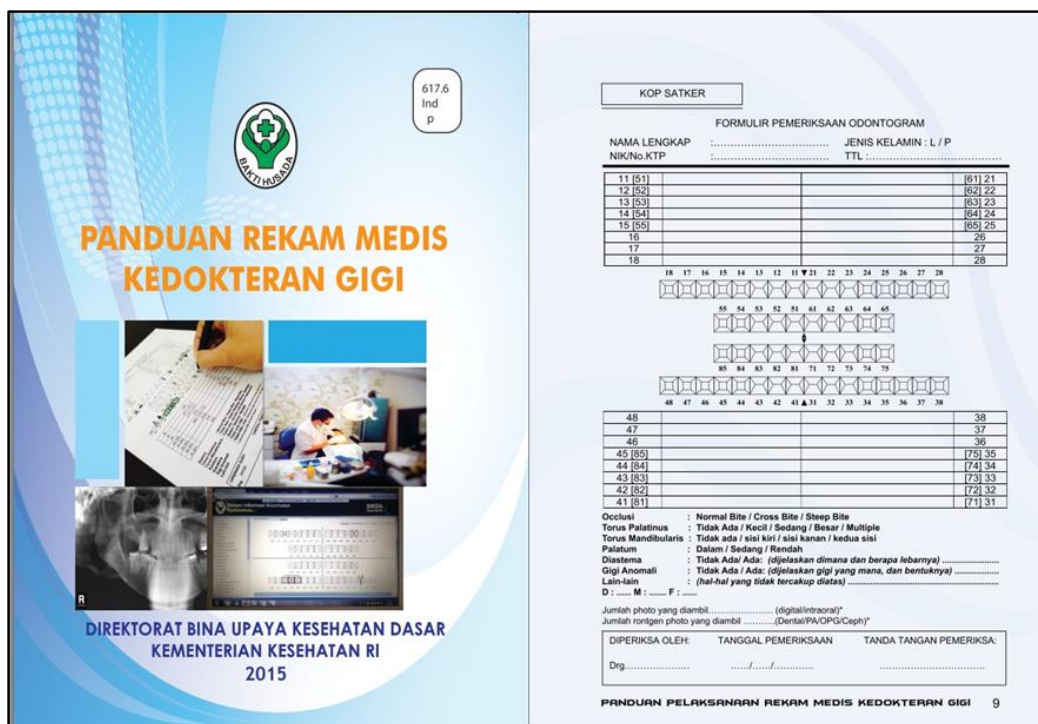 617.6
Ind
p
BAKTI HUSADA
PANDUAN REKAM MEDIS
KEDOKTERAN GIGI
R
DIREKTORAT BINA UPAYA KESEHATAN DASAR
KEMENTERIAN KESEHATAN RI
2015
KOP SATKER
FORMULIR PEMERIKSAAN ODONTOGRAM
NAMA LENGKAP :.................................. JENIS KELAMIN : L / P
NIK/No.KTP :.................................. TTL :......................................
11 [51] [61] 21
12 [52] [62] 22
13 [53] [63] 23
14 [54] [64] 24
15 [55] [65] 25
16 26
17 27
18 28
18 17 16 15 14 13 12 11 ▼ 21 22 23 24 25 26 27 28
55 54 53 52 51 61 62 63 64 65
85 84 83 82 81 71 72 73 74 75
48 47 46 45 44 43 42 41 ▲ 31 32 33 34 35 36 37 38
48 38
47 37
46 36
45 [85] [75] 35
44 [84] [74] 34
43 [83] [73] 33
42 [82] [72] 32
41 [81] [71] 31
Occlusi : Normal Bite / Cross Bite / Steep Bite
Torus Palatinus : Tidak Ada / Kecil / Sedang / Besar / Multiple
Torus Mandibularis : Tidak ada / sisi kiri / sisi kanan / kedua sisi
Palatum : Dalam / Sedang / Rendah
Diastema : Tidak Ada/ Ada: (dijelaskan dimana dan berapa lebarnya) ......................
Gigi Anomali : Tidak Ada / Ada: (dijelaskan gigi yang mana, dan bentuknya) .................
Lain-lain : (hal-hal yang tidak tercakup diatas) ..........................................................
D : ...... M : ....... F : ......
Jumlah photo yang diambil...................... (digital/intraoral)*
Jumlah rontgen photo yang diambil ...........(Dental/PA/OPG/Ceph)*
DIPERIKSA OLEH: TANGGAL PEMERIKSAAN TANDA TANGAN PEMERIKSA:
Drg.................... ....../....../............ ................................
PANDUAN PELAKSANAAN REKAM MEDIS KEDOKTERAN GIGI 9